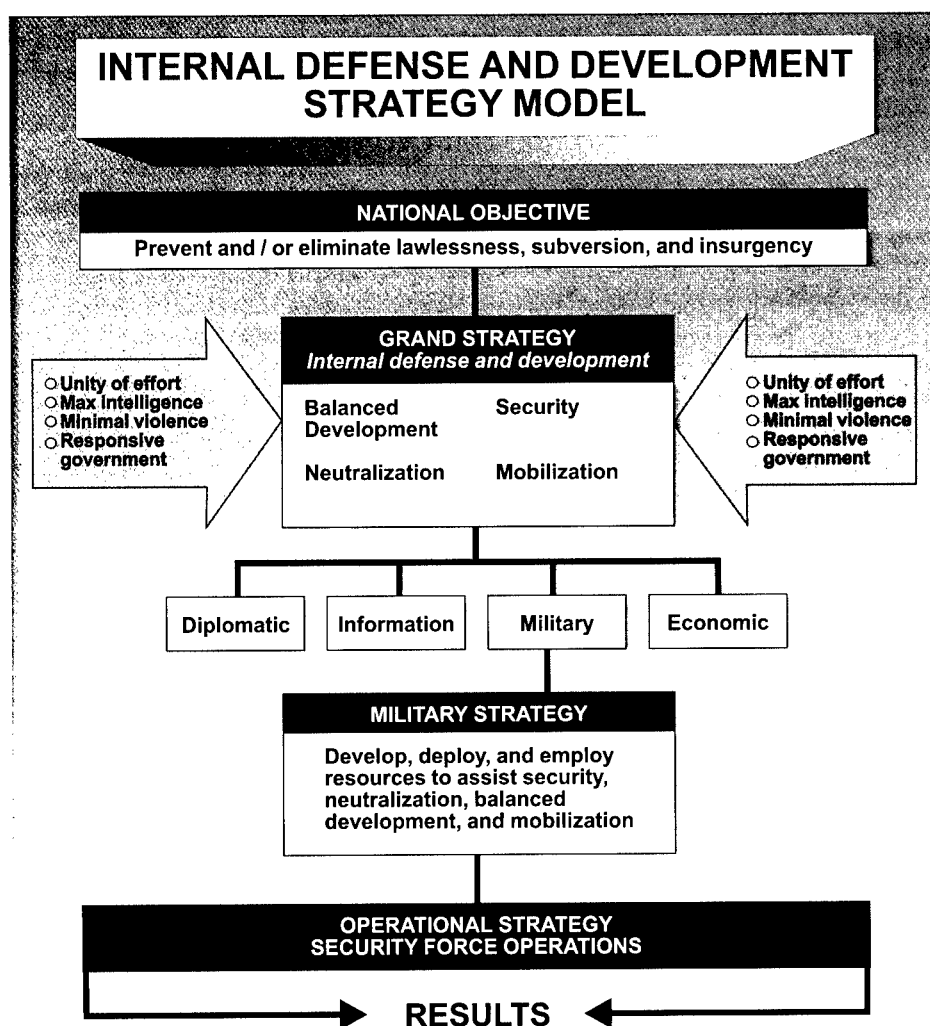 INTERNAL DEFENSE AND DEVELOPMENT
STRATEGY MODEL
NATIONAL OBJECTIVE
Prevent and / or eliminate lawlessness, subversion, and insurgency
GRAND STRATEGY
Internal defense and development
○ Unity of effort
○ Max Intelligence
○ Minimal violence
○ Responsive
government
Balanced
Development
Security
Neutralization
Mobilization
○ Unity of effort
○ Max intelligence
○ Minimal violence
○ Responsive
government
Diplomatic
Information
Military
Economic
MILITARY STRATEGY
Develop, deploy, and employ
resources to assist security,
neutralization, balanced
development, and mobilization
OPERATIONAL STRATEGY
SECURITY FORCE OPERATIONS
RESULTS